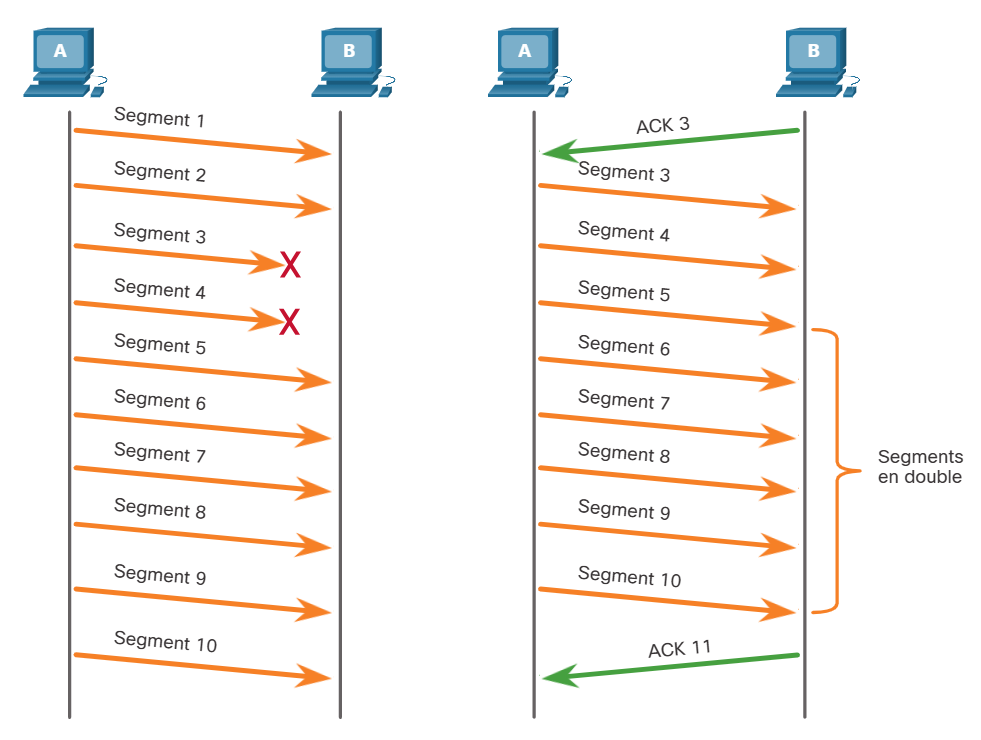 A
B
Segment 1
Segment 2
Segment 3
X
Segment 4
X
Segment 5
Segment 6
Segment 7
Segment 8
Segment 9
Segment 10
A
B
ACK 3
Segment 3
Segment 4
Segment 5
Segment 6
Segment 7
Segment 8
Segment 9
Segment 10
ACK 11
Segments
en double